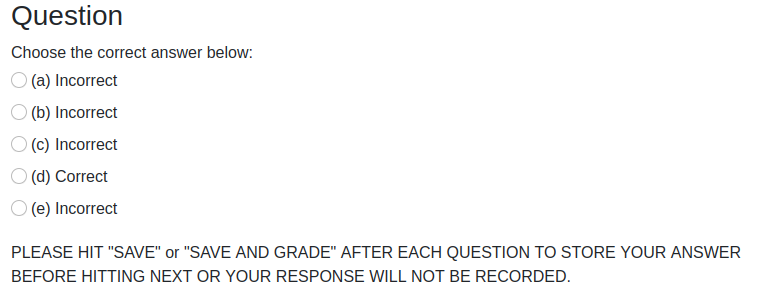 Question
Choose the correct answer below:
(a) Incorrect
(b) Incorrect
(c) Incorrect
(d) Correct
(e) Incorrect
PLEASE HIT "SAVE" or "SAVE AND GRADE" AFTER EACH QUESTION TO STORE YOUR ANSWER
BEFORE HITTING NEXT OR YOUR RESPONSE WILL NOT BE RECORDED.